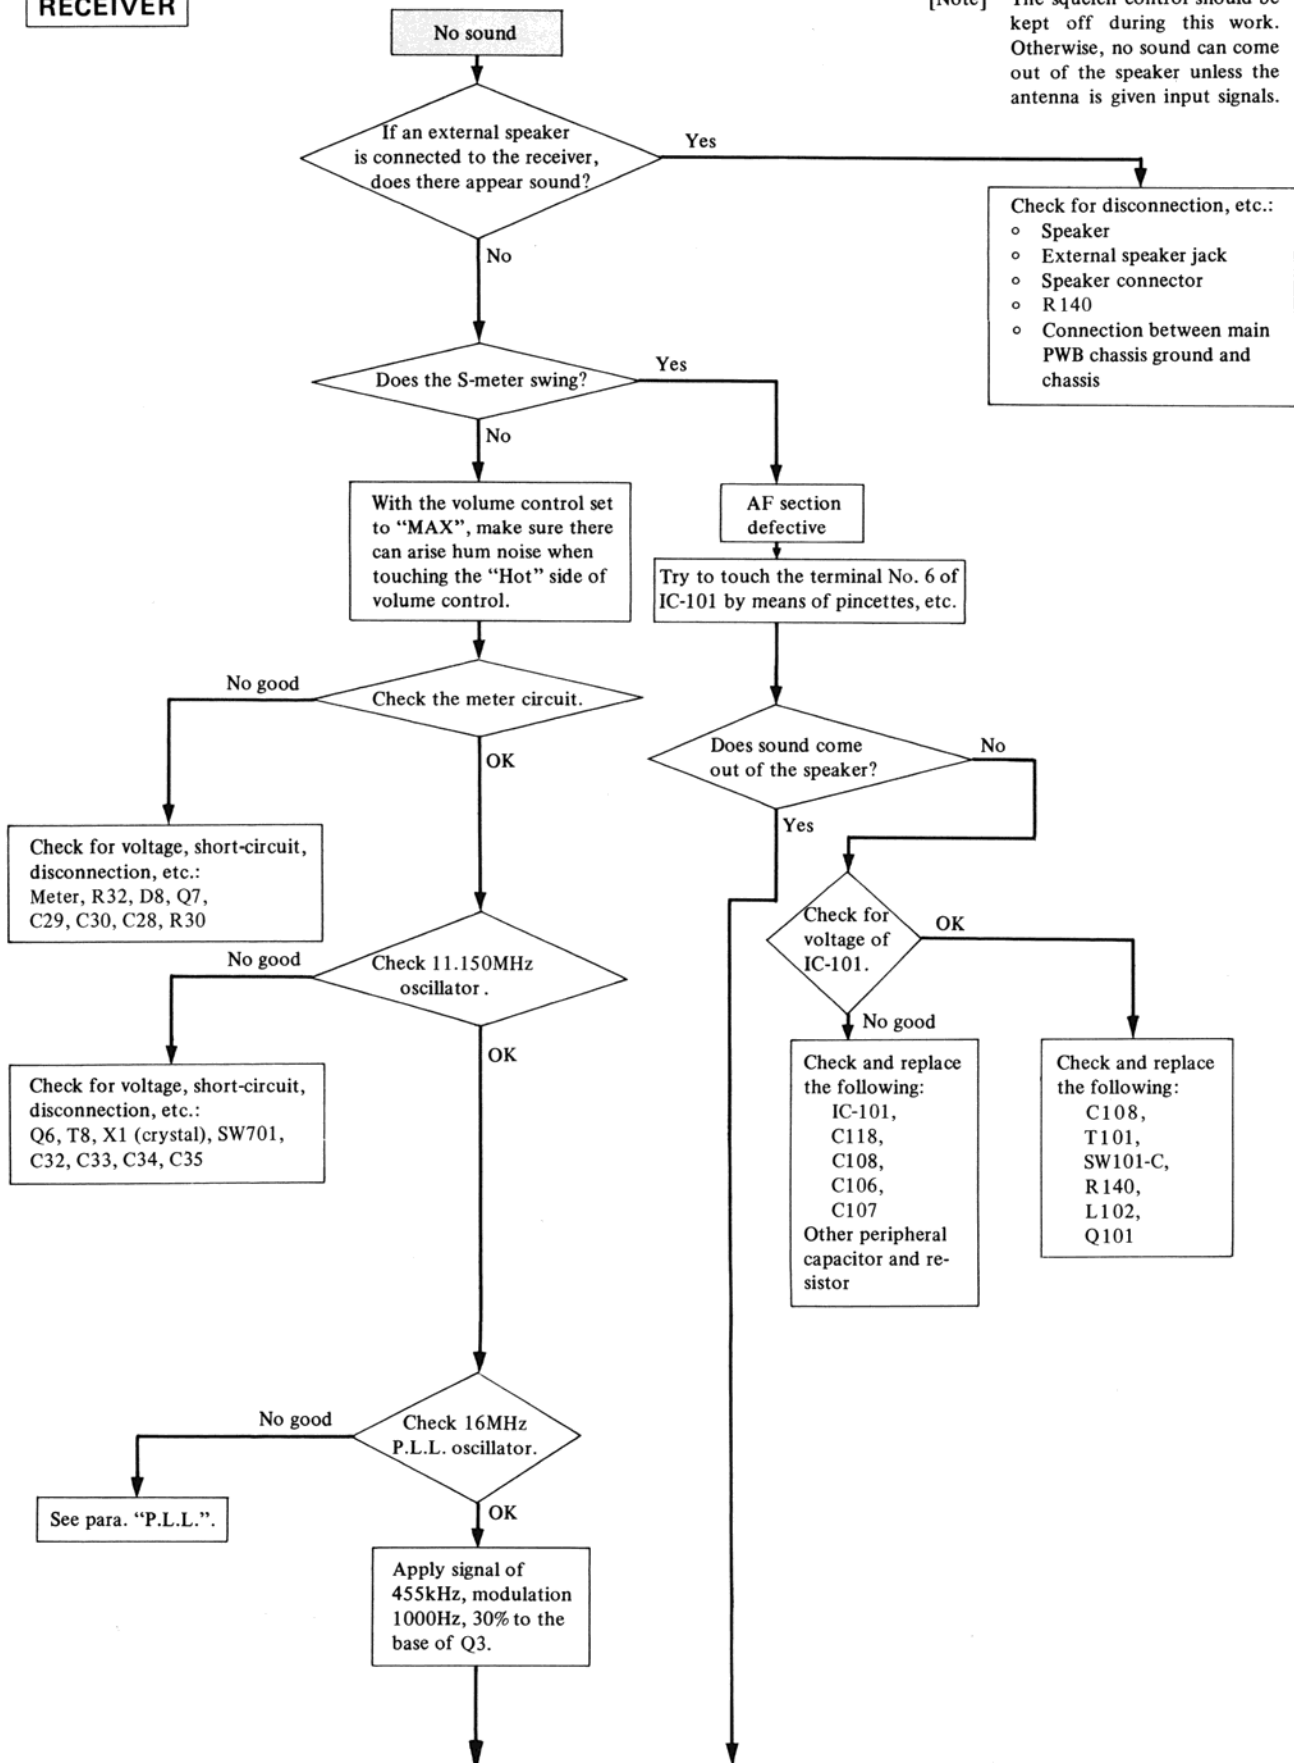 RECEIVER
[Note] The squelch control should be
kept off during this work.
Otherwise, no sound can come
out of the speaker unless the
antenna is given input signals.
No sound
If an external speaker
is connected to the receiver,
does there appear sound?
Yes
Check for disconnection, etc.:
o Speaker
o External speaker jack
o Speaker connector
o R140
o Connection between main
PWB chassis ground and
chassis
No
Does the S-meter swing?
Yes
No
With the volume control set
to “MAX”, make sure there
can arise hum noise when
touching the “Hot” side of
volume control.
AF section
defective
Try to touch the terminal No. 6 of
IC-101 by means of pincettes, etc.
No good
Check the meter circuit.
OK
Does sound come
out of the speaker?
No
Yes
Check for voltage, short-circuit,
disconnection, etc.:
Meter, R32, D8, Q7,
C29, C30, C28, R30
Check for
voltage of
IC-101.
OK
No good
No good
Check 11.150MHz
oscillator.
OK
Check for voltage, short-circuit,
disconnection, etc.:
Q6, T8, X1 (crystal), SW701,
C32, C33, C34, C35
Check and replace
the following:
IC-101,
C118,
C108,
C106,
C107
Other peripheral
capacitor and re-
sistor
Check and replace
the following:
C108,
T101,
SW101-C,
R140,
L102,
Q101
No good
Check 16MHz
P.L.L. oscillator.
OK
See para. “P.L.L.”.
Apply signal of
455kHz, modulation
1000Hz, 30% to the
base of Q3.